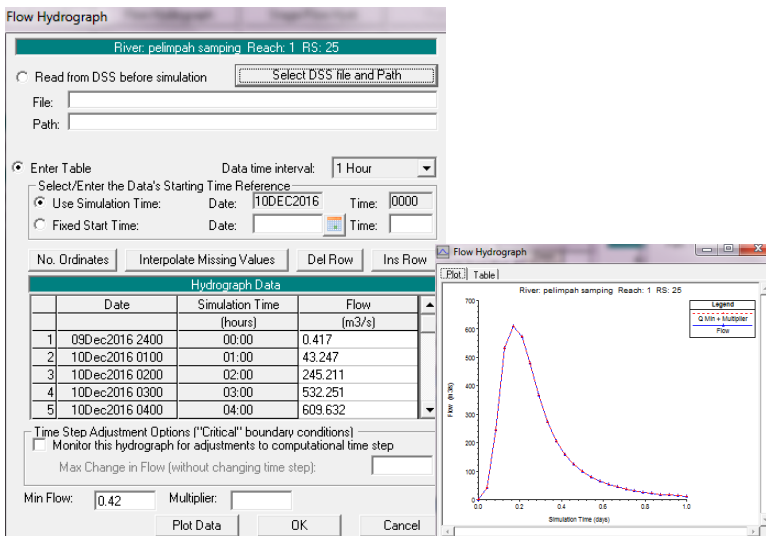 Flow Hydrograph
River: pelimpah samping Reach: 1 RS: 25
Read from DSS before simulation
Select DSS file and Path
File:
Path:
Enter Table
Data time interval:
1 Hour
Select/Enter the Data's Starting Time Reference
Use Simulation Time:
Date:
10DEC2016
Time:
0000
Fixed Start Time:
Date:
Time:
No. Ordinates
Interpolate Missing Values
Del Row
Ins Row
Hydrograph Data
Date Simulation Time Flow
(hours) (m3/s)
1 09Dec2016 2400 00:00 0.417
2 10Dec2016 0100 01:00 43.247
3 10Dec2016 0200 02:00 245.211
4 10Dec2016 0300 03:00 532.251
5 10Dec2016 0400 04:00 609.632
Time Step Adjustment Options ("Critical" boundary conditions)
Monitor this hydrograph for adjustments to computational time step
Max Change in Flow (without changing time step):
Min Flow:
0.42
Multiplier:
Plot Data
OK
Cancel
Flow Hydrograph
Plot
Table
River: pelimpah samping Reach: 1 RS: 25
Legend
Q Min + Multiplier
Flow
700
600
500
400
300
200
100
0
Flow (m3/s)
0.0 0.2 0.4 0.6 0.8 1.0
Simulation Time (days)